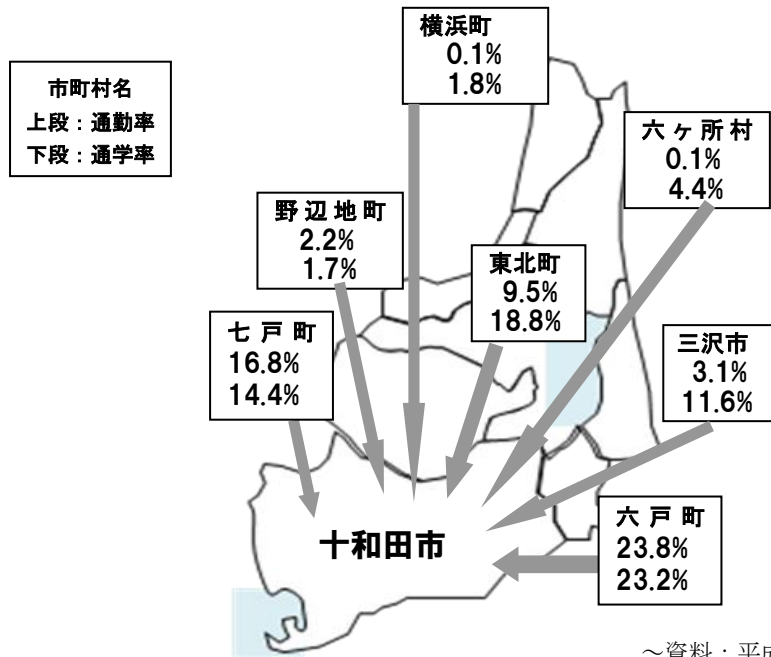 横浜町
0.1%
1.8%
市町村名
上段：通勤率
下段：通学率
六ヶ所村
0.1%
4.4%
野辺地町
2.2%
1.7%
東北町
9.5%
18.8%
七戸町
16.8%
14.4%
三沢市
3.1%
11.6%
六戸町
23.8%
23.2%
十和田市
～資料：平成